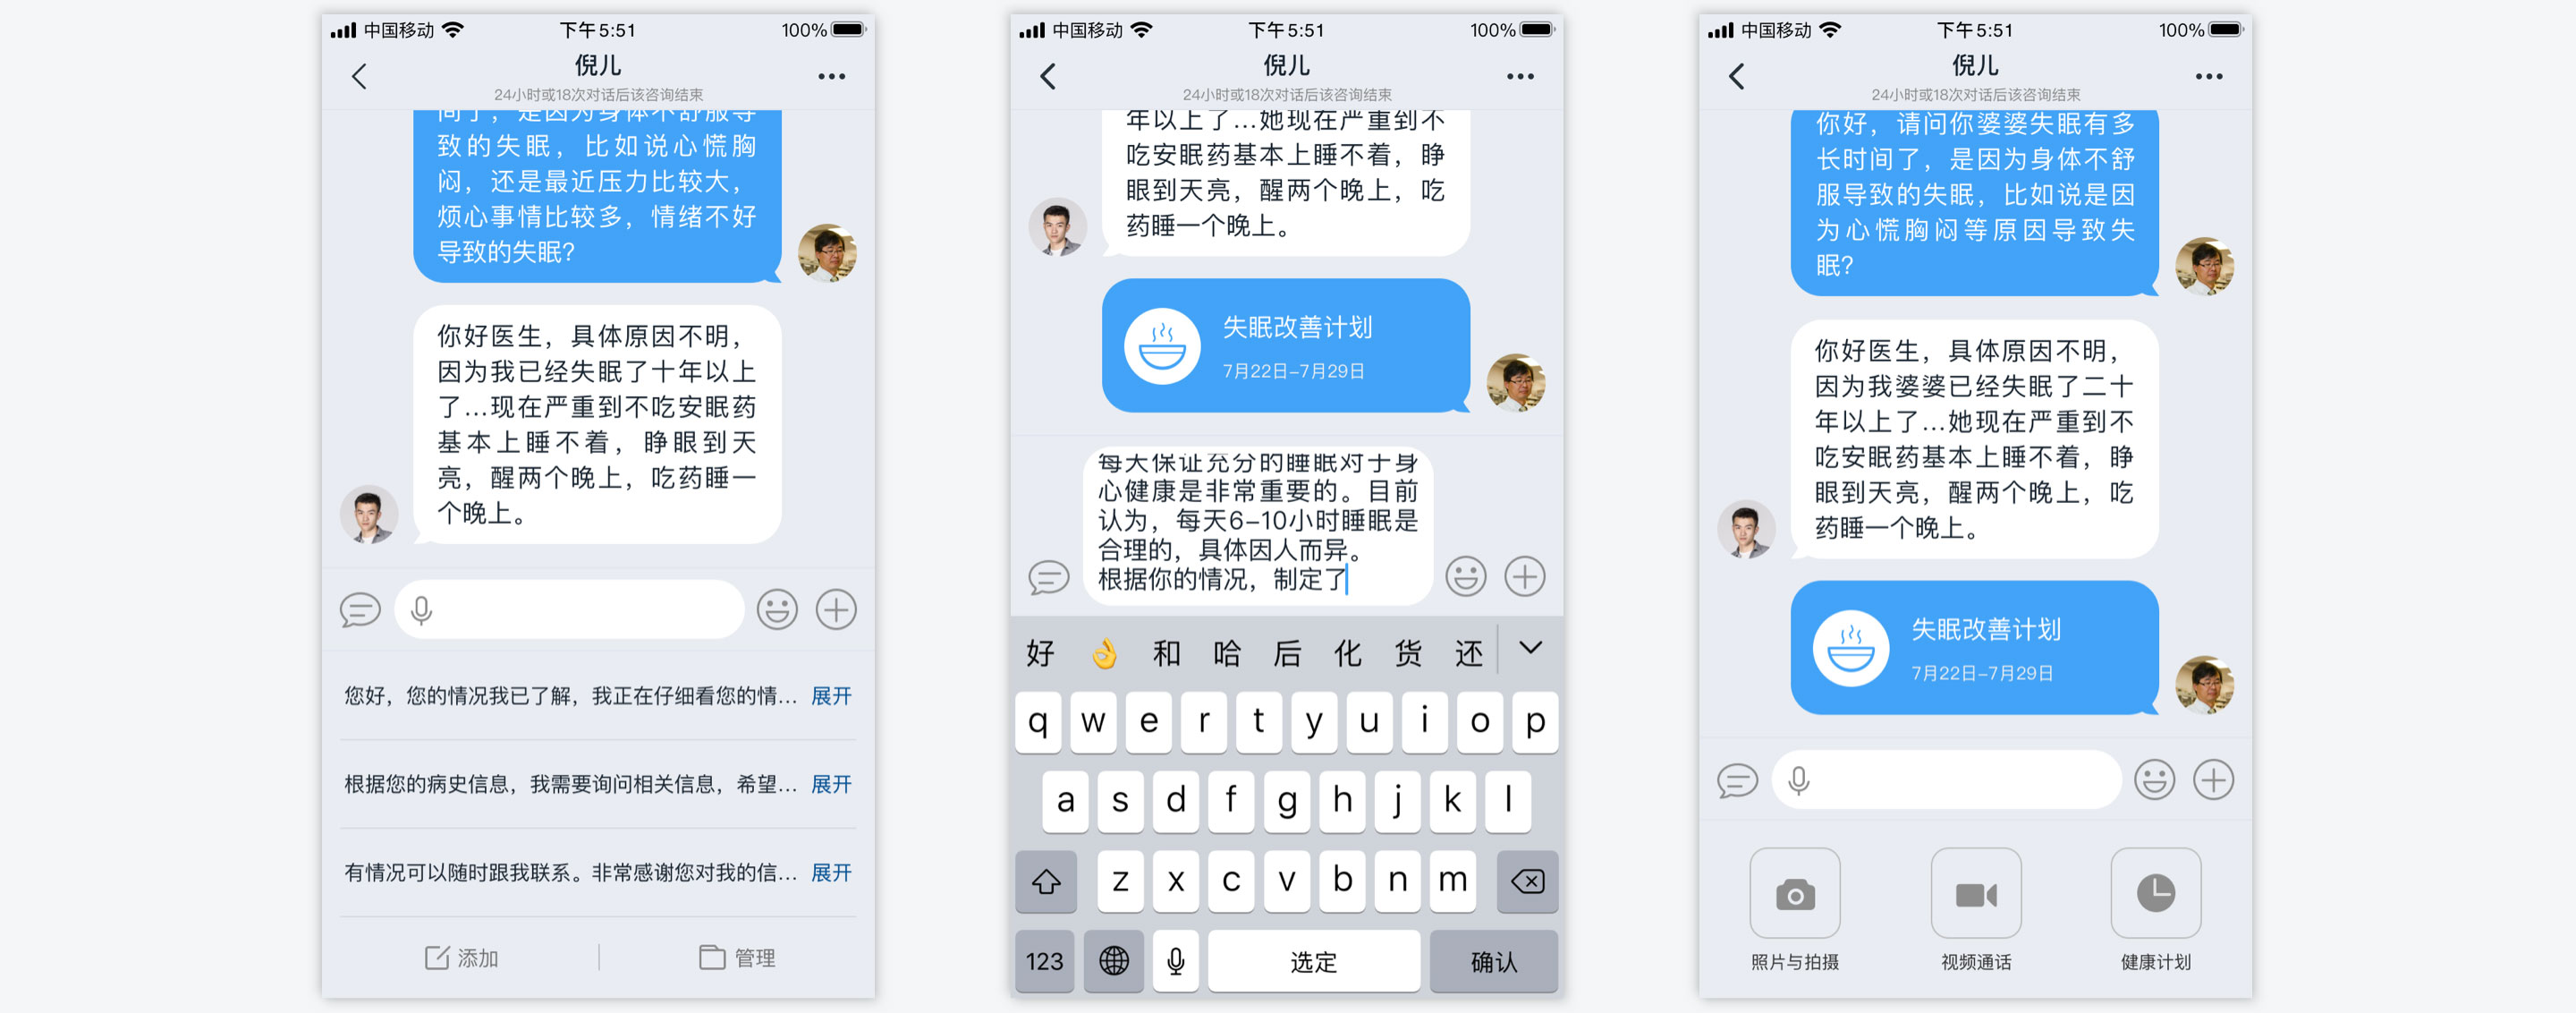 中国移动
下午5:51
100%
倪儿
24小时或18次对话后该咨询结束
间了，是因为身体不舒服导
致的失眠，比如说心慌胸
闷，还是最近压力比较大，
烦心事情比较多，情绪不好
导致的失眠？
你好医生，具体原因不明，
因为我已经失眠了十年以上
了...现在严重到不吃安眠药
基本上睡不着，睁眼到天
亮，醒两个晚上，吃药睡一
个晚上。
您好，您的情况我已了解，我正在仔细看您的情... 展开
根据您的病史信息，我需要询问相关信息，希望... 展开
有情况可以随时跟我联系。非常感谢您对我的信... 展开
添加
管理
中国移动
下午5:51
100%
倪儿
24小时或18次对话后该咨询结束
年以上了...她现在严重到不
吃安眠药基本上睡不着，睁
眼到天亮，醒两个晚上，吃
药睡一个晚上。
失眠改善计划
7月22日-7月29日
每天保证充分的睡眠对于身
心健康是非常重要的。目前
认为，每天6-10小时睡眠是
合理的，具体因人而异。
根据你的情况，制定了
好 👌 和 哈 后 化 货 还
q w e r t y u i o p
a s d f g h j k l
z x c v b n m
123 选定 确认
中国移动
下午5:51
100%
倪儿
24小时或18次对话后该咨询结束
你好，请问你婆婆失眠有多
长时间了，是因为身体不舒
服导致的失眠，比如说是因
为心慌胸闷等原因导致失
眠？
你好医生，具体原因不明，
因为我婆婆已经失眠了二十
年以上了...她现在严重到不
吃安眠药基本上睡不着，睁
眼到天亮，醒两个晚上，吃
药睡一个晚上。
失眠改善计划
7月22日-7月29日
照片与拍摄
视频通话
健康计划